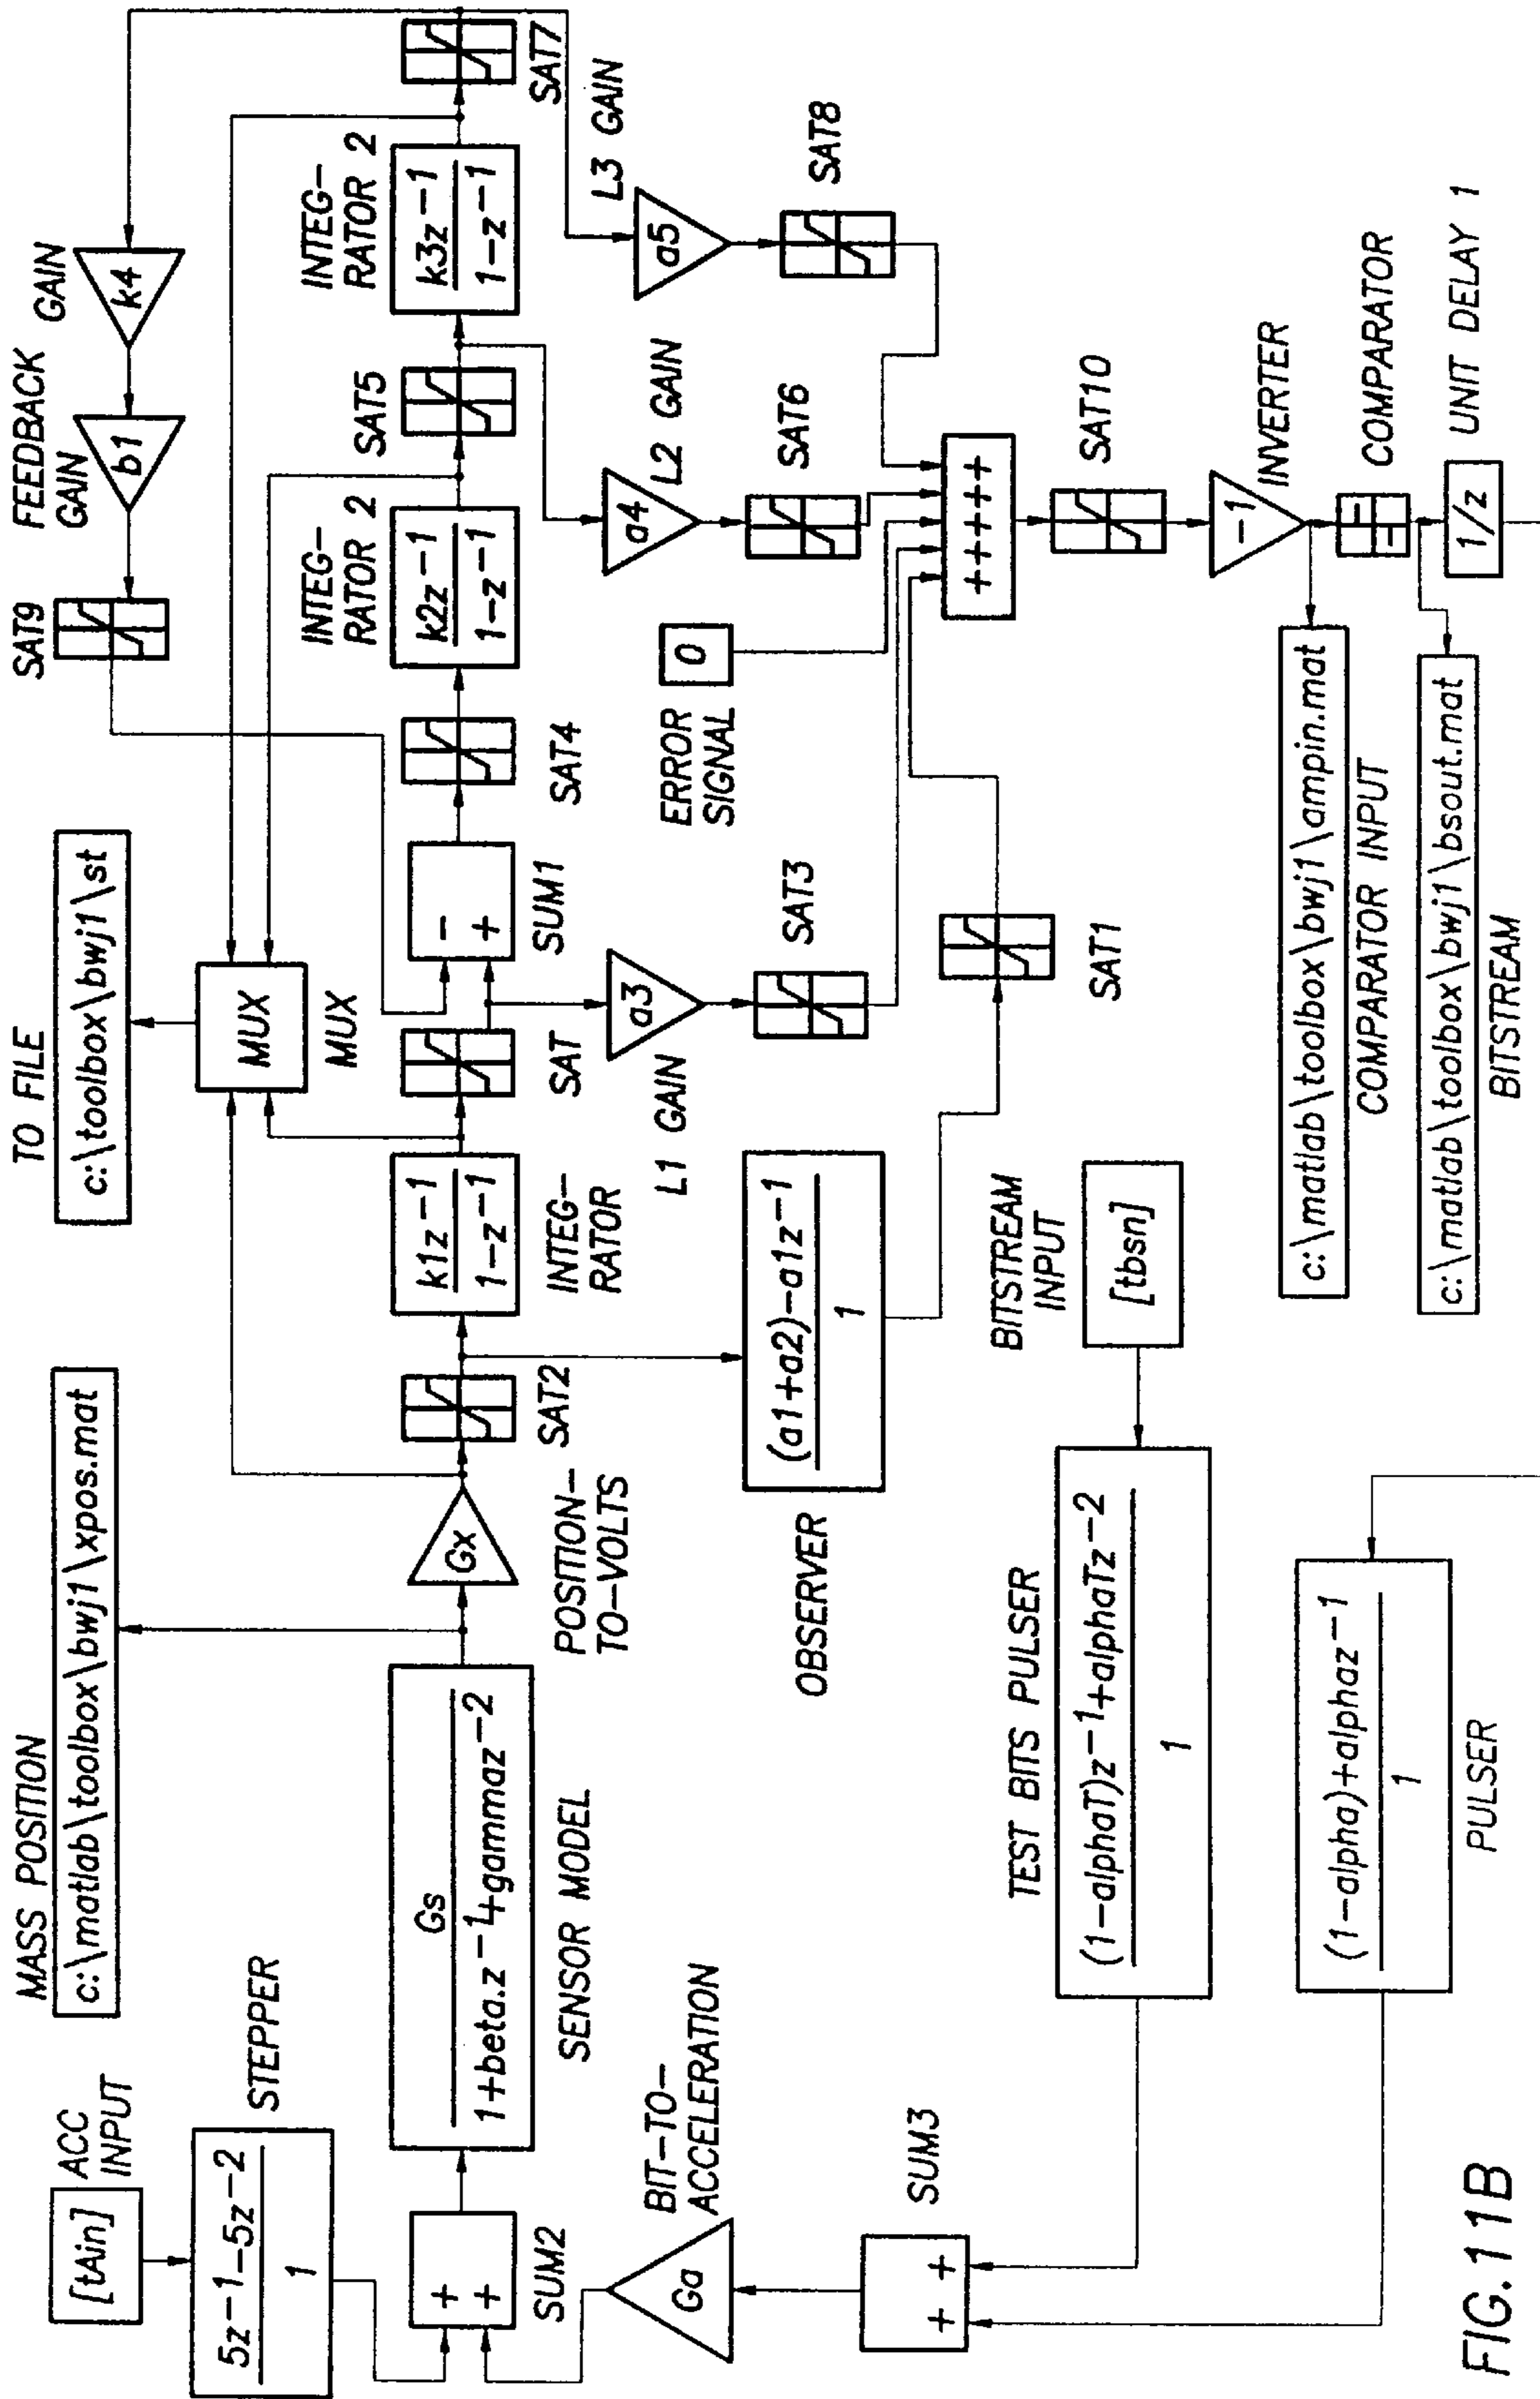 TO FILE
c:\toolbox\bwj1\st
MUX
MUX
SAT9
FEEDBACK
GAIN
b1
GAIN
k4
MASS POSITION
c:\matlab\toolbox\bwj1\xpos.mat
ACC
INPUT
[tAin]
STEPPER
5z-1-5z-2
1
+
+
SUM2
Gs
1+beta.z-4+gammaz-2
SENSOR MODEL
Gx
POSITION-
TO-VOLTS
SAT2
k1z-1
1-z-1
INTEG-
RATOR
SAT
-
+
SUM1
SAT4
INTEG-
RATOR 2
k2z-1
1-z-1
SAT5
INTEG-
RATOR 2
k3z-1
1-z-1
SAT7
L1 GAIN
a3
SAT3
ERROR
SIGNAL
0
a4
L2 GAIN
SAT6
a5
L3 GAIN
SAT8
OBSERVER
(a1+a2)-a1z-1
1
SAT1
+++++
SAT10
-1
INVERTER
COMPARATOR
1/z
UNIT DELAY 1
BIT-TO-
ACCELERATION
Ga
SUM3
+ +
BITSTREAM
INPUT
[tbsn]
TEST BITS PULSER
(1-alphaT)z-1+alphaTz-2
1
(1-alpha)+alphaz-1
1
PULSER
c:\matlab\toolbox\bwj1\ampin.mat
COMPARATOR INPUT
c:\matlab\toolbox\bwj1\bsout.mat
BITSTREAM
FIG. 11B